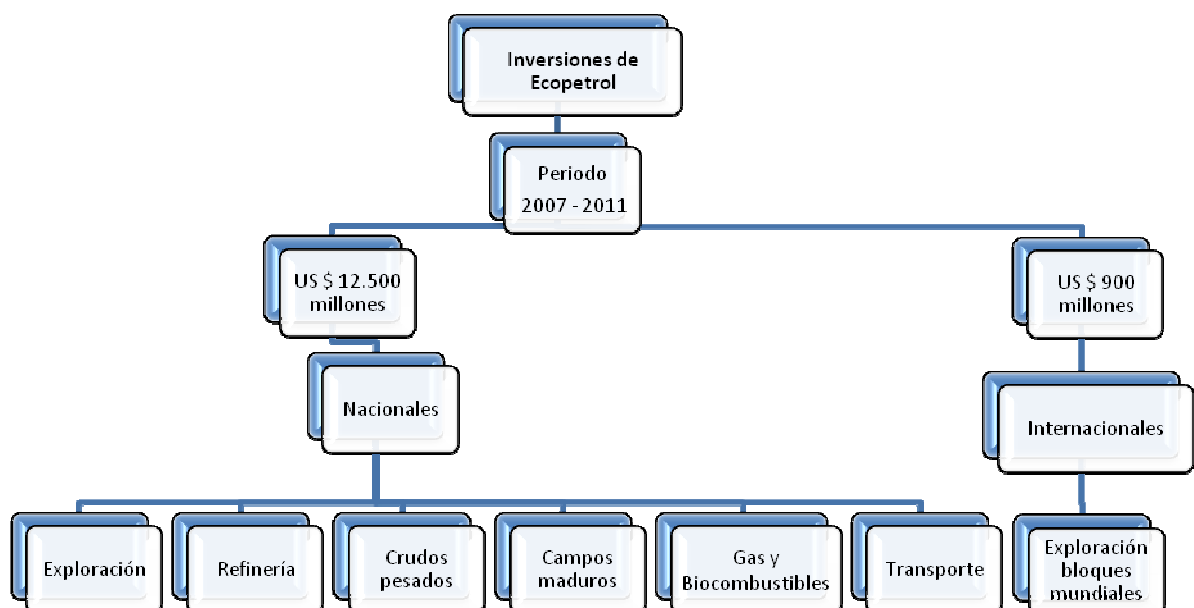 Inversiones de
Ecopetrol
Periodo
2007 - 2011
US $ 12.500
millones
US $ 900
millones
Nacionales
Internacionales
Exploración
Refinería
Crudos
pesados
Campos
maduros
Gas y
Biocombustibles
Transporte
Exploración
bloques
mundiales